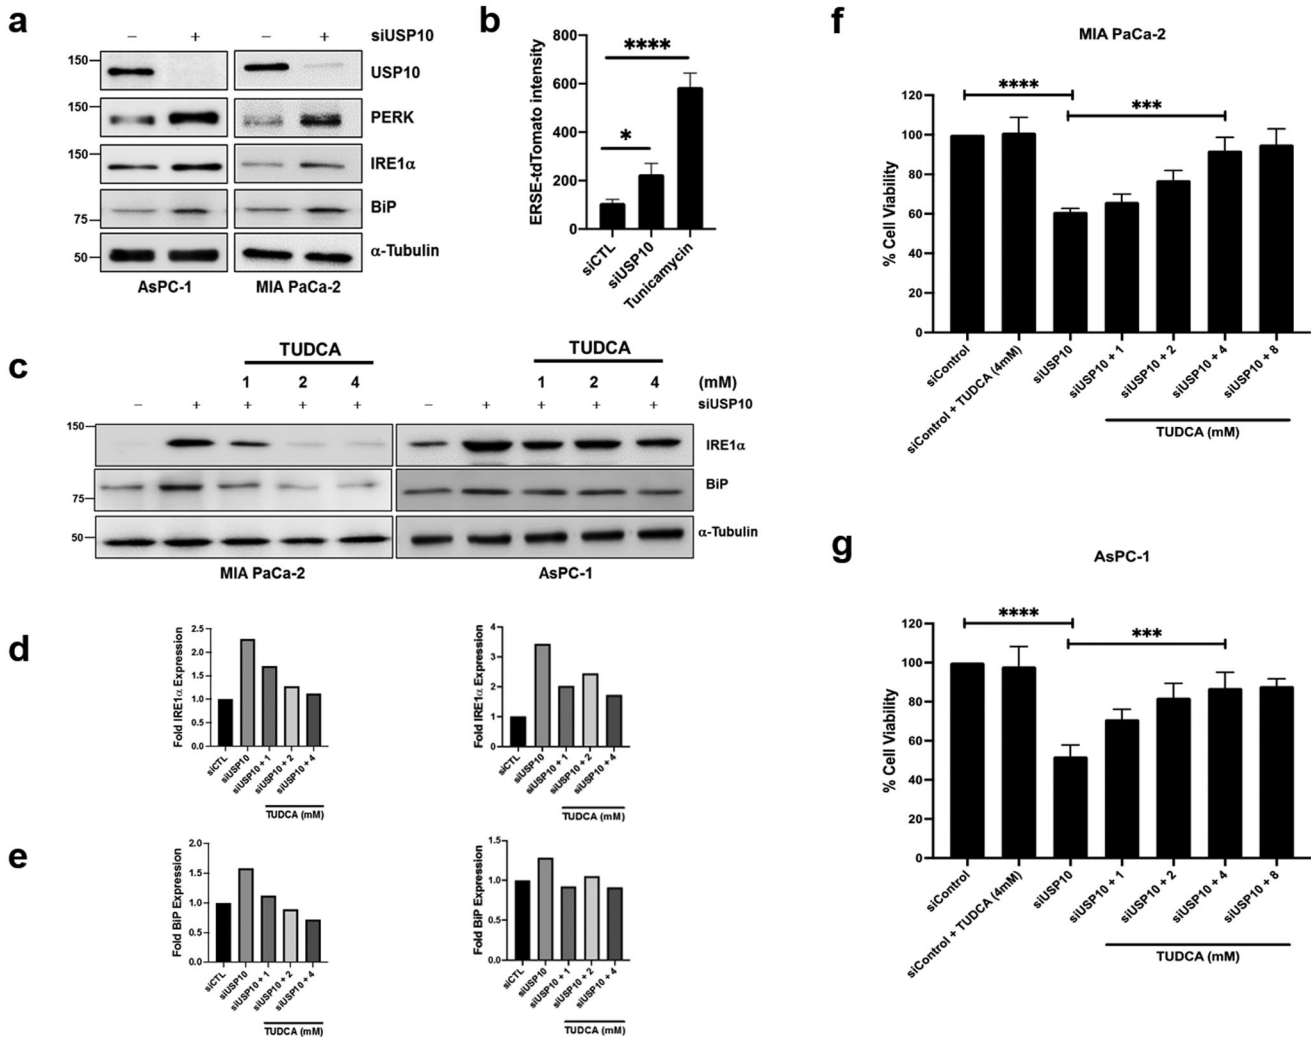 a
− + − + siUSP10
150 USP10
150 PERK
150 IRE1α
75 BiP
50 α-Tubulin
AsPC-1 MIA PaCa-2
b
ERSE-tdTomato intensity
800
600
400
200
0
****
*
siCTL
siUSP10
Tunicamycin
c
TUDCA TUDCA
1 2 4 1 2 4 (mM)
− + + + + − + + + + siUSP10
150 IRE1α
75 BiP
50 α-Tubulin
MIA PaCa-2 AsPC-1
d
Fold IRE1α Expression
2.5
2.0
1.5
1.0
0.5
0.0
siCTL
siUSP10
siUSP10 + 1
siUSP10 + 2
siUSP10 + 4
TUDCA (mM)
Fold IRE1α Expression
4
3
2
1
0
siCTL
siUSP10
siUSP10 + 1
siUSP10 + 2
siUSP10 + 4
TUDCA (mM)
e
Fold BiP Expression
2.0
1.5
1.0
0.5
0.0
siCTL
siUSP10
siUSP10 + 1
siUSP10 + 2
siUSP10 + 4
TUDCA (mM)
Fold BiP Expression
1.5
1.0
0.5
0.0
siCTL
siUSP10
siUSP10 + 1
siUSP10 + 2
siUSP10 + 4
TUDCA (mM)
f
MIA PaCa-2
% Cell Viability
120
100
80
60
40
20
0
****
***
siControl
siControl + TUDCA (4mM)
siUSP10
siUSP10 + 1
siUSP10 + 2
siUSP10 + 4
siUSP10 + 8
TUDCA (mM)
g
AsPC-1
% Cell Viability
120
100
80
60
40
20
0
****
***
siControl
siControl + TUDCA (4mM)
siUSP10
siUSP10 + 1
siUSP10 + 2
siUSP10 + 4
siUSP10 + 8
TUDCA (mM)